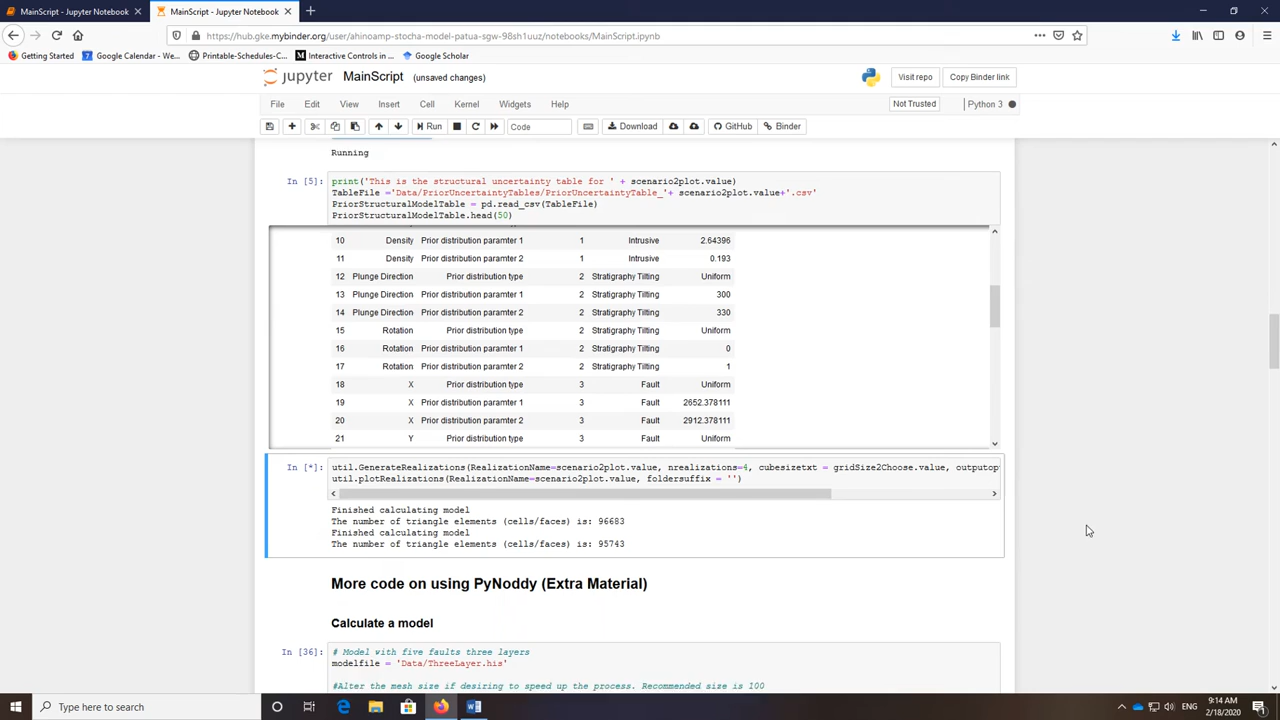 MainScript - Jupyter Notebook
MainScript - Jupyter Notebook
https://hub.gke.mybinder.org/user/ahinoamp-stocha-model-patua-sgw-98sh1uuz/notebooks/MainScript.ipynb
Getting Started Google Calendar - We... Printable-Schedules-C... Interactive Controls in... Google Scholar
jupyter MainScript (unsaved changes) Visit repo Copy Binder link
File Edit View Insert Cell Kernel Widgets Help Not Trusted Python 3
Run Code Download GitHub Binder
Running
In [5]: print('This is the structural uncertainty table for ' + scenario2plot.value)
TableFile ='Data/PriorUncertaintyTables/PriorUncertaintyTable_'+ scenario2plot.value+'.csv'
PriorStructuralModelTable = pd.read_csv(TableFile)
PriorStructuralModelTable.head(50)
10 Density Prior distribution paramter 1 1 Intrusive 2.64396
11 Density Prior distribution paramter 2 1 Intrusive 0.193
12 Plunge Direction Prior distribution type 2 Stratigraphy Tilting Uniform
13 Plunge Direction Prior distribution paramter 1 2 Stratigraphy Tilting 300
14 Plunge Direction Prior distribution paramter 2 2 Stratigraphy Tilting 330
15 Rotation Prior distribution type 2 Stratigraphy Tilting Uniform
16 Rotation Prior distribution paramter 1 2 Stratigraphy Tilting 0
17 Rotation Prior distribution paramter 2 2 Stratigraphy Tilting 1
18 X Prior distribution type 3 Fault Uniform
19 X Prior distribution paramter 1 3 Fault 2652.378111
20 X Prior distribution paramter 2 3 Fault 2912.378111
21 Y Prior distribution type 3 Fault Uniform
In [*]: util.GenerateRealizations(RealizationName=scenario2plot.value, nrealizations=4, cubesizetxt = gridSize2Choose.value, outputop
util.plotRealizations(RealizationName=scenario2plot.value, foldersuffix = '')
Finished calculating model
The number of triangle elements (cells/faces) is: 96683
Finished calculating model
The number of triangle elements (cells/faces) is: 95743
More code on using PyNoddy (Extra Material)
Calculate a model
In [36]: # Model with five faults three layers
modelfile = 'Data/ThreeLayer.his'
#Alter the mesh size if desiring to speed up the process. Recommended size is 100
Type here to search
9:14 AM
2/18/2020